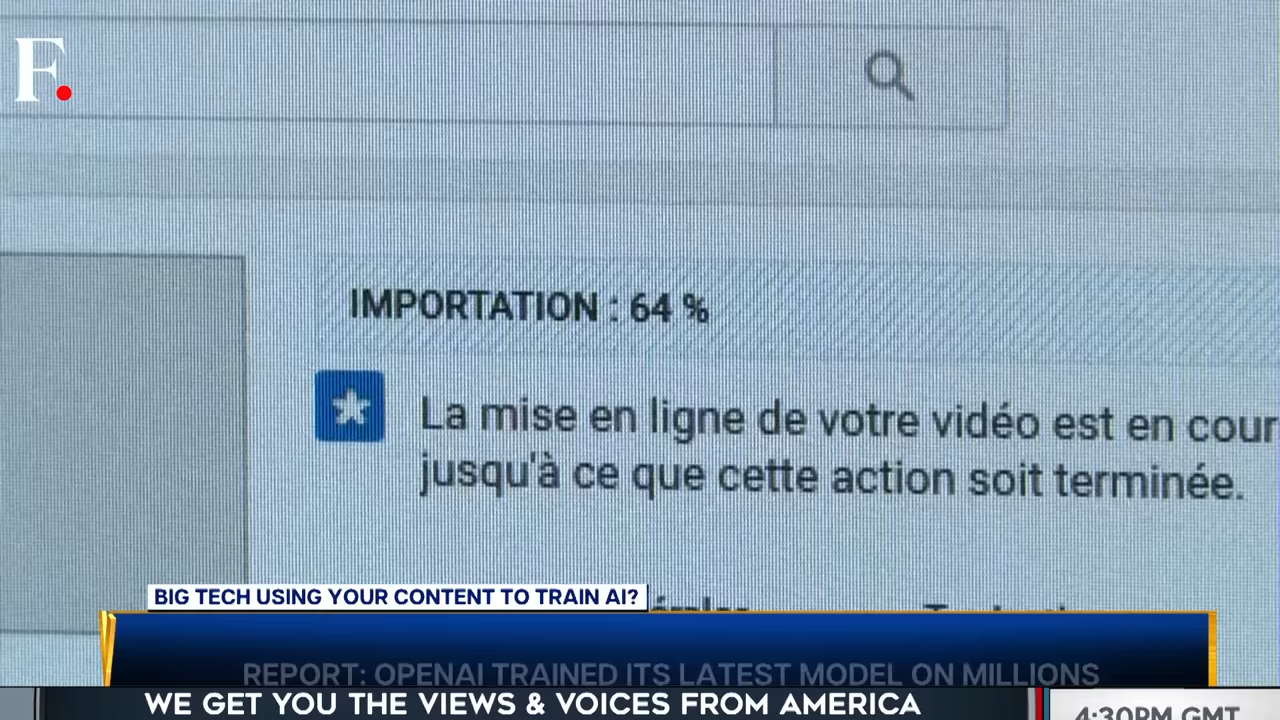 F.
IMPORTATION : 64 %
La mise en ligne de votre vidéo est en cour
jusqu'à ce que cette action soit terminée.
BIG TECH USING YOUR CONTENT TO TRAIN AI?
REPORT: OPENAI TRAINED ITS LATEST MODEL ON MILLIONS
WE GET YOU THE VIEWS & VOICES FROM AMERICA
4:30PM GMT